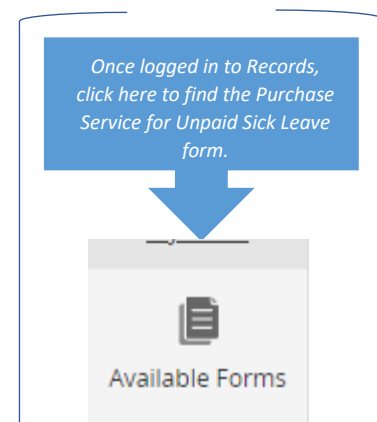 Once logged in to Records,
click here to find the Purchase
Service for Unpaid Sick Leave
form.
Available Forms